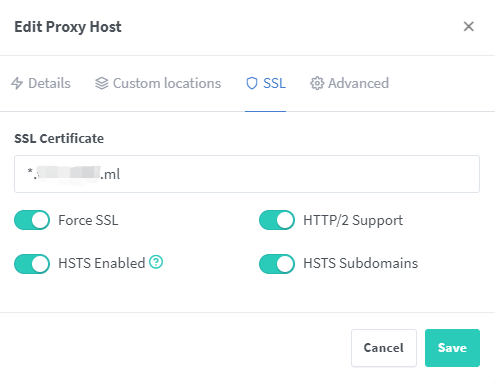 Edit Proxy Host
Details Custom locations SSL Advanced
SSL Certificate
*. .ml
Force SSL HTTP/2 Support
HSTS Enabled HSTS Subdomains
Cancel Save